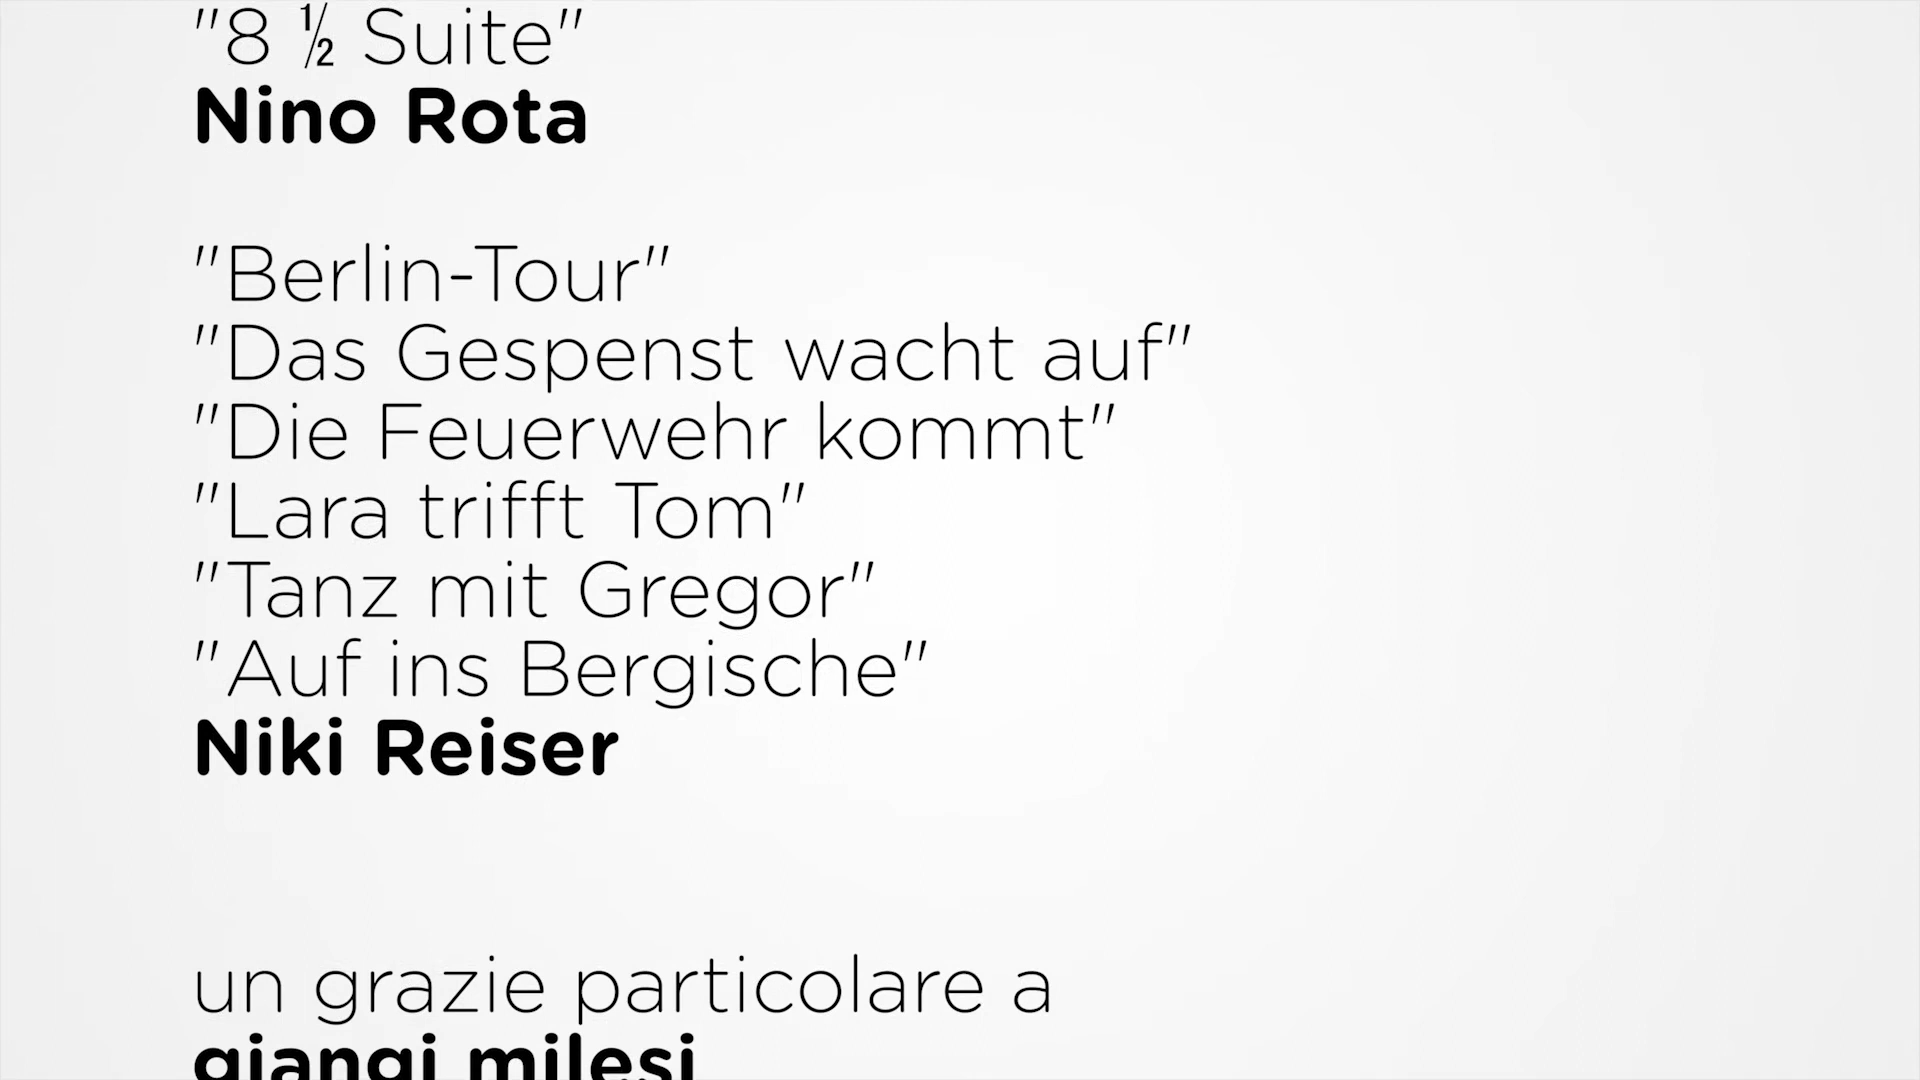 "8 ½ Suite"
Nino Rota
"Berlin-Tour"
"Das Gespenst wacht auf"
"Die Feuerwehr kommt"
"Lara trifft Tom"
"Tanz mit Gregor"
"Auf ins Bergische"
Niki Reiser
un grazie particolare a
giangi milesi